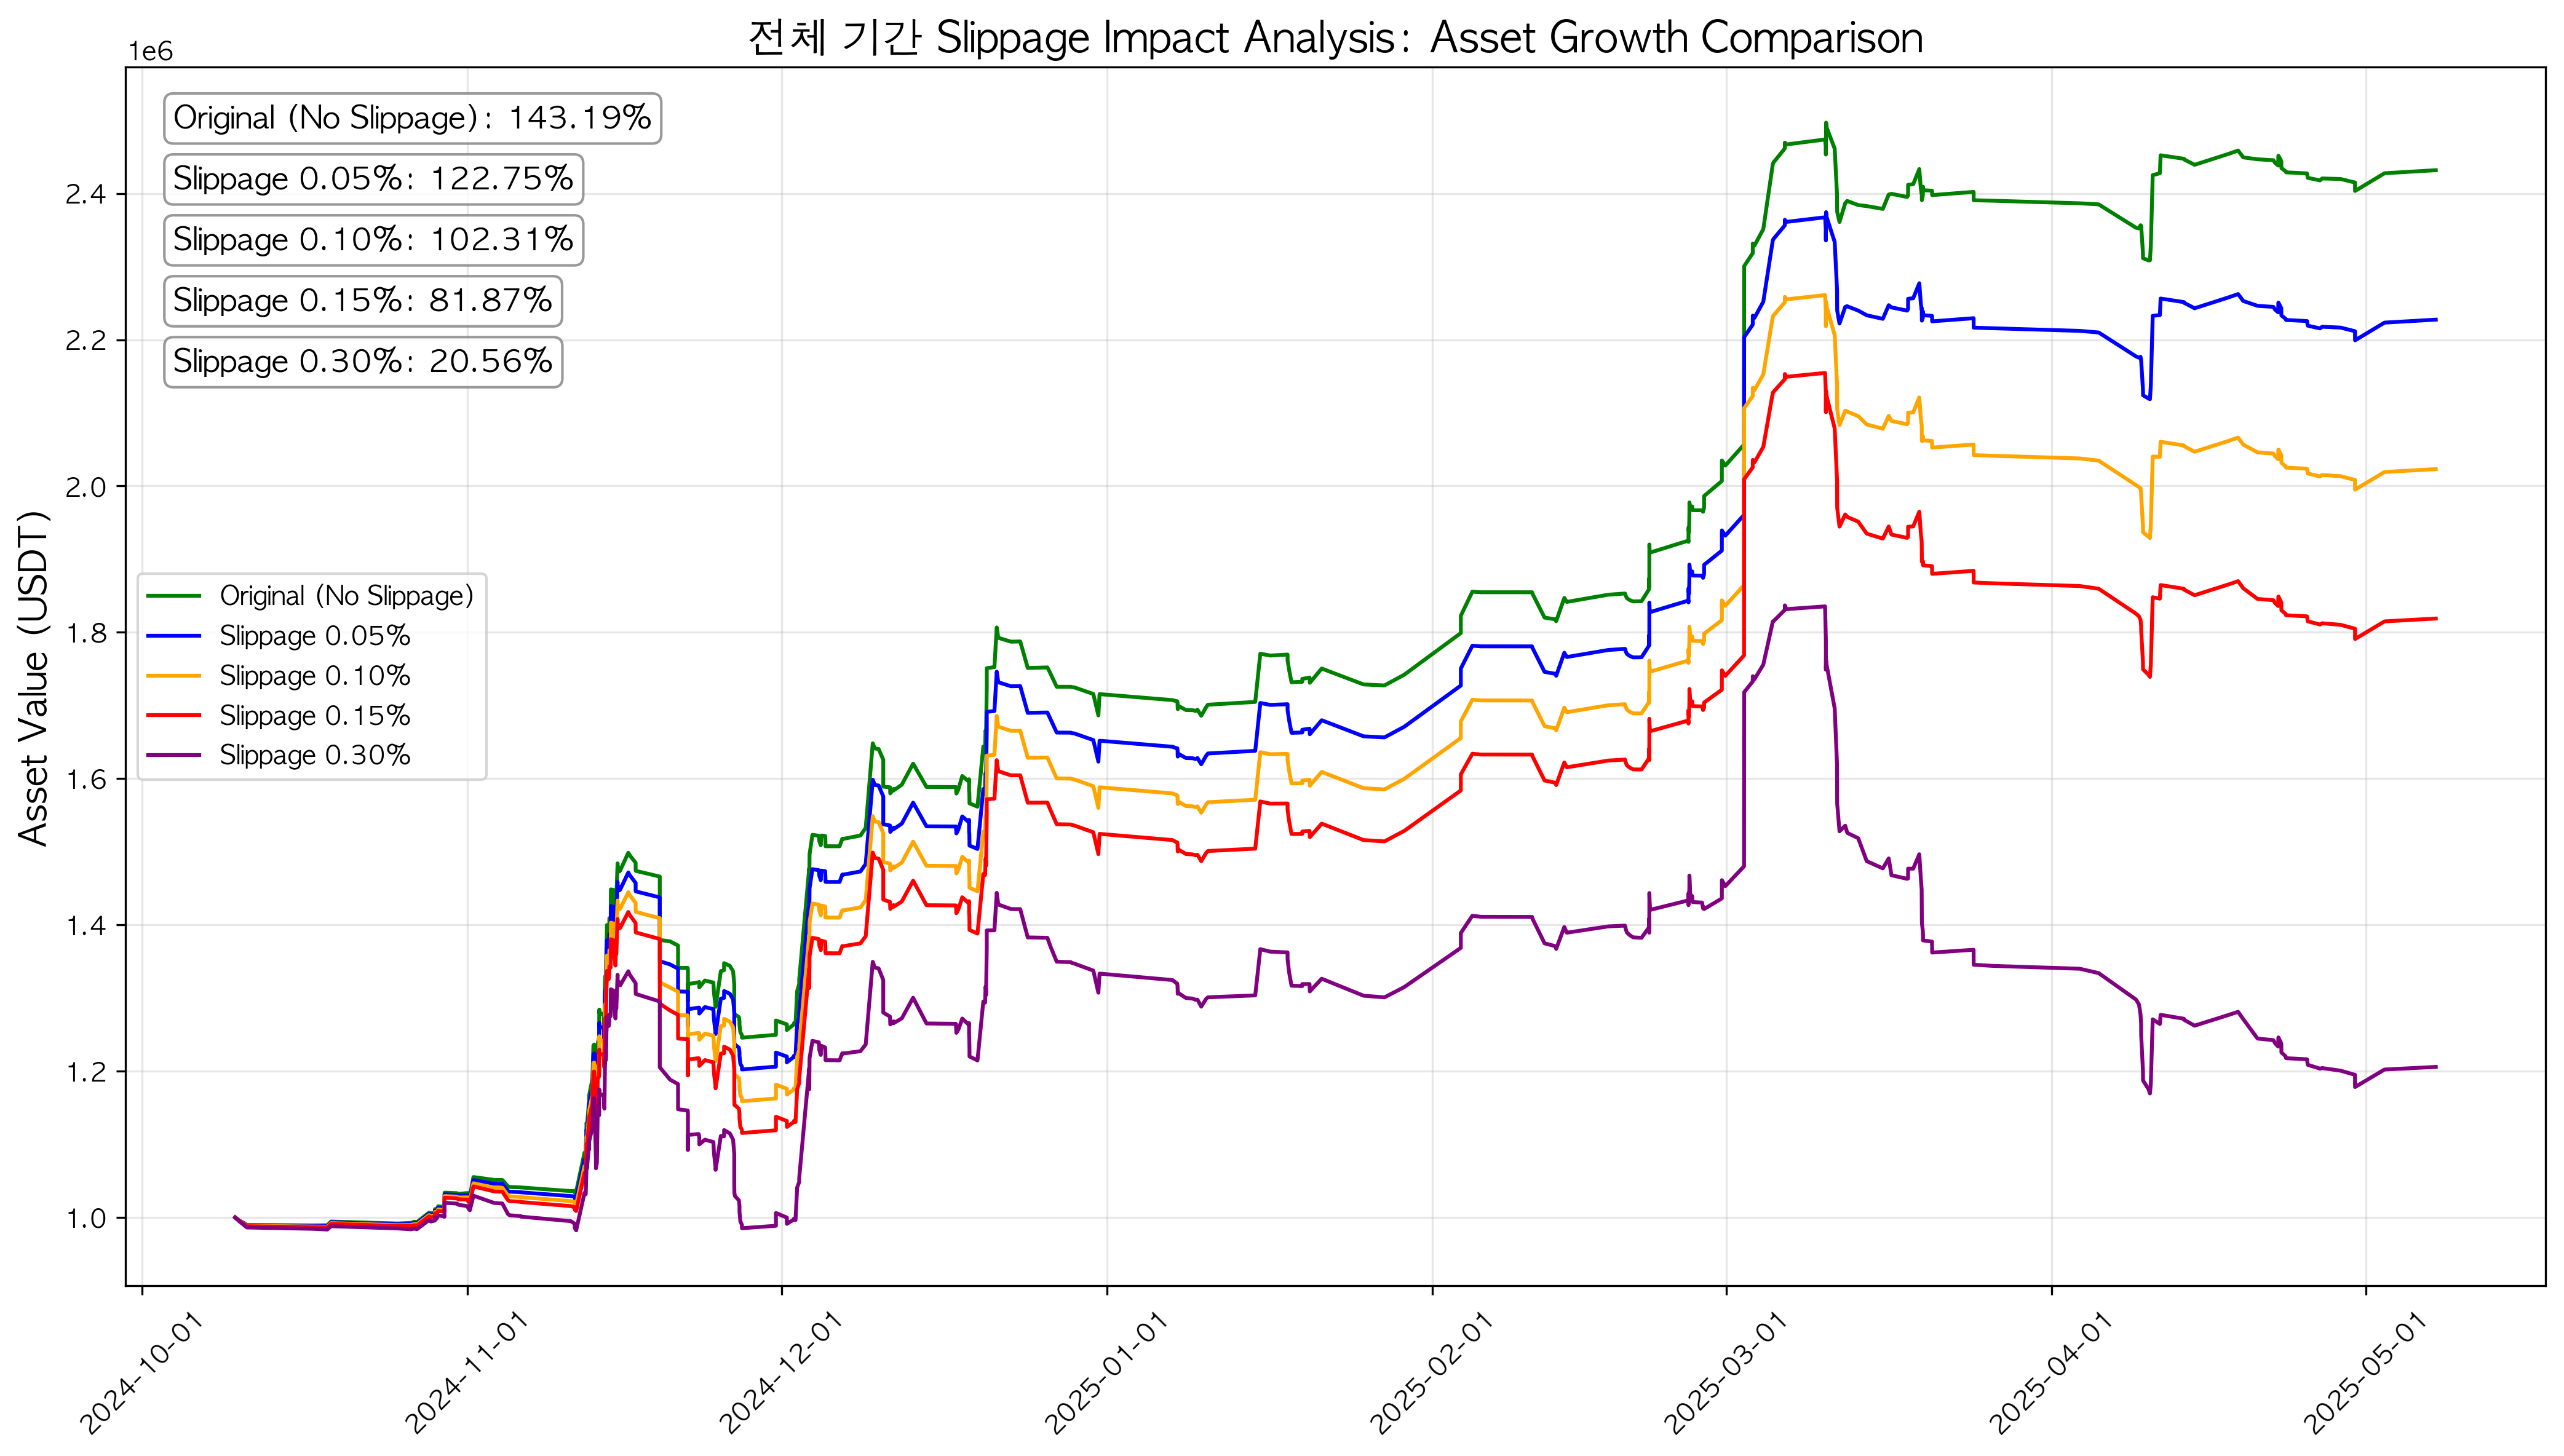 전체 기간 Slippage Impact Analysis: Asset Growth Comparison
1e6
Original (No Slippage): 143.19%
Slippage 0.05%: 122.75%
Slippage 0.10%: 102.31%
Slippage 0.15%: 81.87%
Slippage 0.30%: 20.56%
Asset Value (USDT)
2.4
2.2
2.0
1.8
1.6
1.4
1.2
1.0
Original (No Slippage)
Slippage 0.05%
Slippage 0.10%
Slippage 0.15%
Slippage 0.30%
2024-10-01
2024-11-01
2024-12-01
2025-01-01
2025-02-01
2025-03-01
2025-04-01
2025-05-01